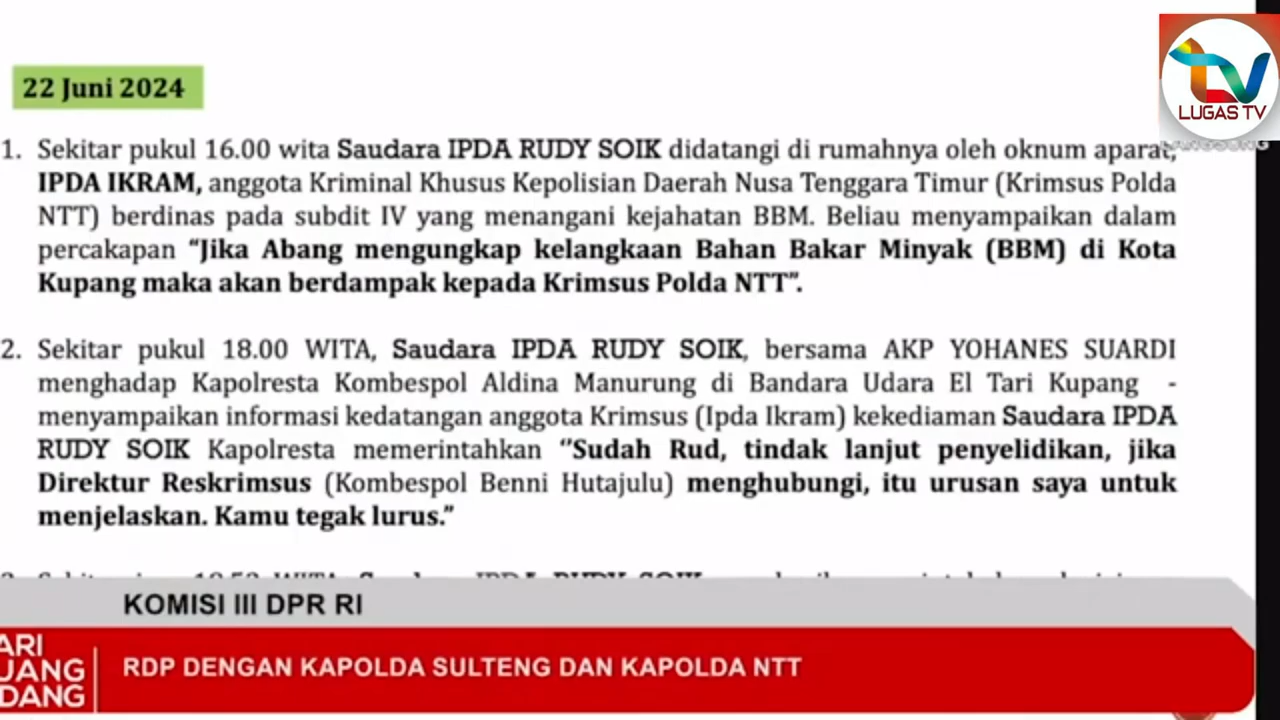 LUGAS TV
22 Juni 2024
1. Sekitar pukul 16.00 wita Saudara IPDA RUDY SOIK didatangi di rumahnya oleh oknum aparat,
IPDA IKRAM, anggota Kriminal Khusus Kepolisian Daerah Nusa Tenggara Timur (Krimsus Polda
NTT) berdinas pada subdit IV yang menangani kejahatan BBM. Beliau menyampaikan dalam
percakapan “Jika Abang mengungkap kelangkaan Bahan Bakar Minyak (BBM) di Kota
Kupang maka akan berdampak kepada Krimsus Polda NTT”.
2. Sekitar pukul 18.00 WITA, Saudara IPDA RUDY SOIK, bersama AKP YOHANES SUARDI
menghadap Kapolresta Kombespol Aldina Manurung di Bandara Udara El Tari Kupang -
menyampaikan informasi kedatangan anggota Krimsus (Ipda Ikram) kekediaman Saudara IPDA
RUDY SOIK Kapolresta memerintahkan “Sudah Rud, tindak lanjut penyelidikan, jika
Direktur Reskrimsus (Kombespol Benni Hutajulu) menghubungi, itu urusan saya untuk
menjelaskan. Kamu tegak lurus.”
KOMISI III DPR RI
ARI
UANG
DANG
RDP DENGAN KAPOLDA SULTENG DAN KAPOLDA NTT